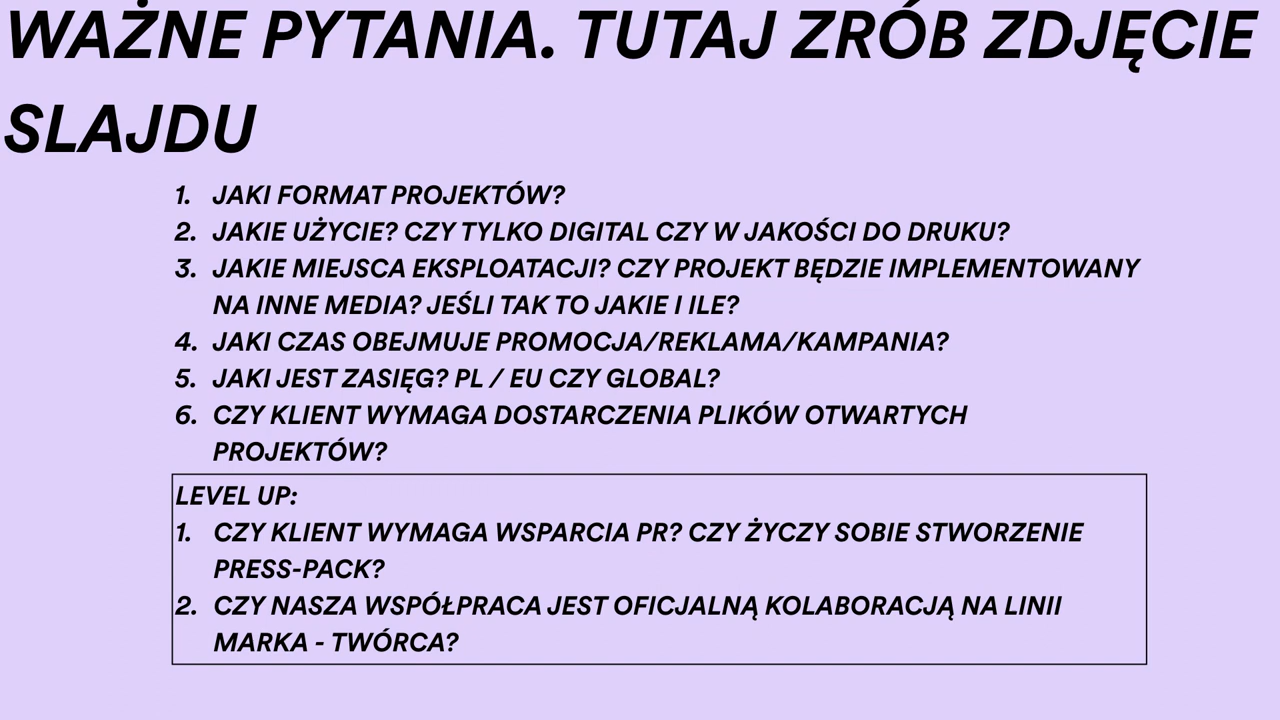 WAŻNE PYTANIA. TUTAJ ZRÓB ZDJĘCIE
SLAJDU
1. JAKI FORMAT PROJEKTÓW?
2. JAKIE UŻYCIE? CZY TYLKO DIGITAL CZY W JAKOŚCI DO DRUKU?
3. JAKIE MIEJSCA EKSPLOATACJI? CZY PROJEKT BĘDZIE IMPLEMENTOWANY
NA INNE MEDIA? JEŚLI TAK TO JAKIE I ILE?
4. JAKI CZAS OBEJMUJE PROMOCJA/REKLAMA/KAMPANIA?
5. JAKI JEST ZASIĘG? PL / EU CZY GLOBAL?
6. CZY KLIENT WYMAGA DOSTARCZENIA PLIKÓW OTWARTYCH
PROJEKTÓW?
LEVEL UP:
1. CZY KLIENT WYMAGA WSPARCIA PR? CZY ŻYCZY SOBIE STWORZENIE
PRESS-PACK?
2. CZY NASZA WSPÓŁPRACA JEST OFICJALNĄ KOLABORACJĄ NA LINII
MARKA - TWÓRCA?